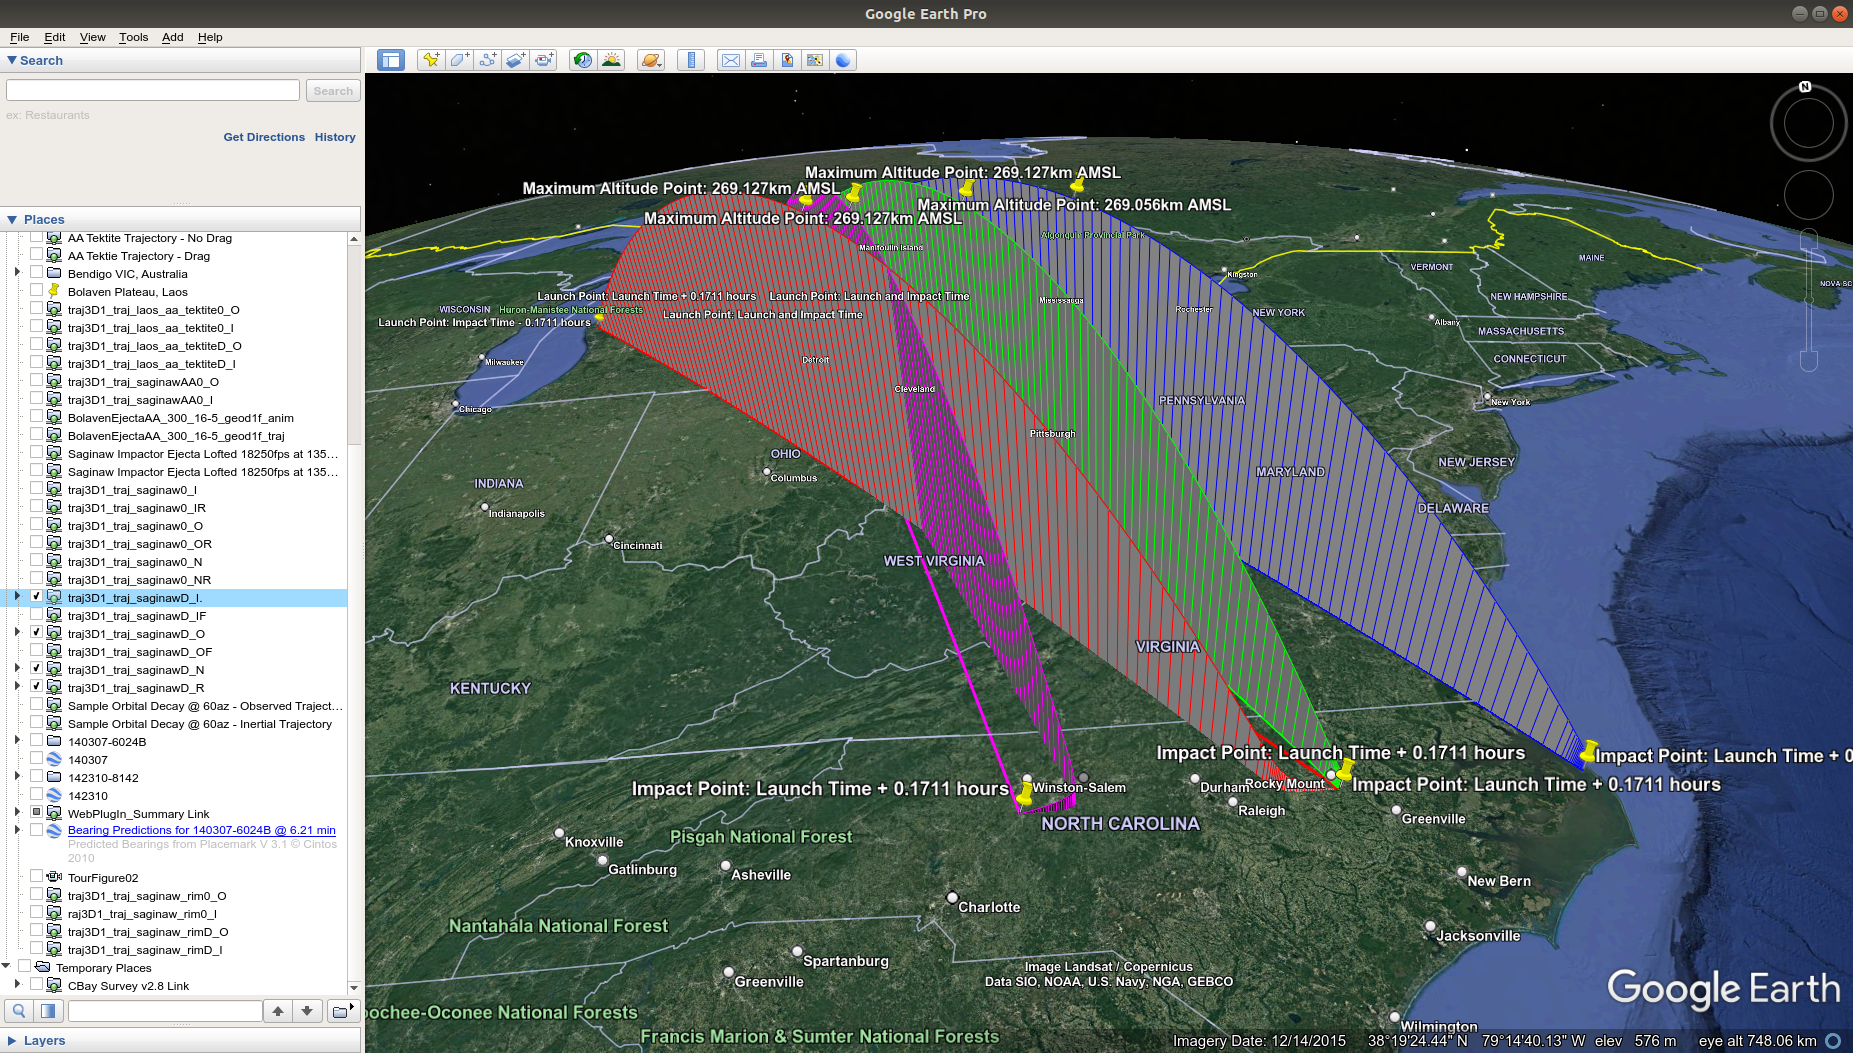 Google Earth Pro
File Edit View Tools Add Help
Search
Search
ex: Restaurants
Get Directions History
Places
AA Tektite Trajectory - No Drag
AA Tektie Trajectory - Drag
Bendigo VIC, Australia
Bolaven Plateau, Laos
traj3D1_traj_laos_aa_tektite0_O
traj3D1_traj_laos_aa_tektite0_I
traj3D1_traj_laos_aa_tektiteD_O
traj3D1_traj_laos_aa_tektiteD_I
traj3D1_traj_saginawAA0_O
traj3D1_traj_saginawAA0_I
BolavenEjectaAA_300_16-5_geod1f_anim
BolavenEjectaAA_300_16-5_geod1f_traj
Saginaw Impactor Ejecta Lofted 18250fps at 135...
Saginaw Impactor Ejecta Lofted 18250fps at 135...
traj3D1_traj_saginaw0_I
traj3D1_traj_saginaw0_IR
traj3D1_traj_saginaw0_O
traj3D1_traj_saginaw0_OR
traj3D1_traj_saginaw0_N
traj3D1_traj_saginaw0_NR
traj3D1_traj_saginawD_I.
traj3D1_traj_saginawD_IF
traj3D1_traj_saginawD_O
traj3D1_traj_saginawD_OF
traj3D1_traj_saginawD_N
traj3D1_traj_saginawD_R
Sample Orbital Decay @ 60az - Observed Traject...
Sample Orbital Decay @ 60az - Inertial Trajectory
140307-6024B
140307
142310-8142
142310
WebPlugIn_Summary Link
Bearing Predictions for 140307-6024B @ 6.21 min
Predicted Bearings from Placemark V 3.1 © Cintos
2010
TourFigure02
traj3D1_traj_saginaw_rim0_O
raj3D1_traj_saginaw_rim0_I
traj3D1_traj_saginaw_rimD_O
traj3D1_traj_saginaw_rimD_I
Temporary Places
CBay Survey v2.8 Link
Layers
N
Maximum Altitude Point: 269.127km AMSL
Maximum Altitude Point: 269.127km AMSL
Maximum Altitude Point: 269.056km AMSL
Maximum Altitude Point: 269.127km AMSL
Algonquin Provincial Park
Manitoulin Island
MAINE
VERMONT
Kingston
NOVA SC
Launch Point: Launch Time + 0.1711 hours
Launch Point: Launch and Impact Time
Mississauga
NEW HAMPSHIRE
WISCONSIN
Huron-Manistee National Forests
Rochester
NEW YORK
Launch Point: Launch and Impact Time
Launch Point: Impact Time - 0.1711 hours
Albany
MASSACHUSETTS
Milwaukee
Detroit
CONNECTICUT
Cleveland
PENNSYLVANIA
New York
Chicago
Pittsburgh
OHIO
NEW JERSEY
MARYLAND
Columbus
INDIANA
DELAWARE
Indianapolis
Cincinnati
WEST VIRGINIA
VIRGINIA
KENTUCKY
Impact Point: Launch Time + 0.1711 hours
Impact Point: Launch Time + 0
Impact Point: Launch Time + 0.1711 hours
Winston-Salem
Durham
Rocky Mount
Impact Point: Launch Time + 0.1711 hours
Raleigh
Greenville
NORTH CAROLINA
Pisgah National Forest
Knoxville
Gatlinburg
Asheville
New Bern
Charlotte
Nantahala National Forest
Jacksonville
Spartanburg
Image Landsat / Copernicus
Greenville
Data SIO, NOAA, U.S. Navy, NGA, GEBCO
Google Earth
oochee-Oconee National Forests
Wilmington
Francis Marion & Sumter National Forests
Imagery Date: 12/14/2015 38°19'24.44" N 79°14'40.13" W elev 576 m eye alt 748.06 km